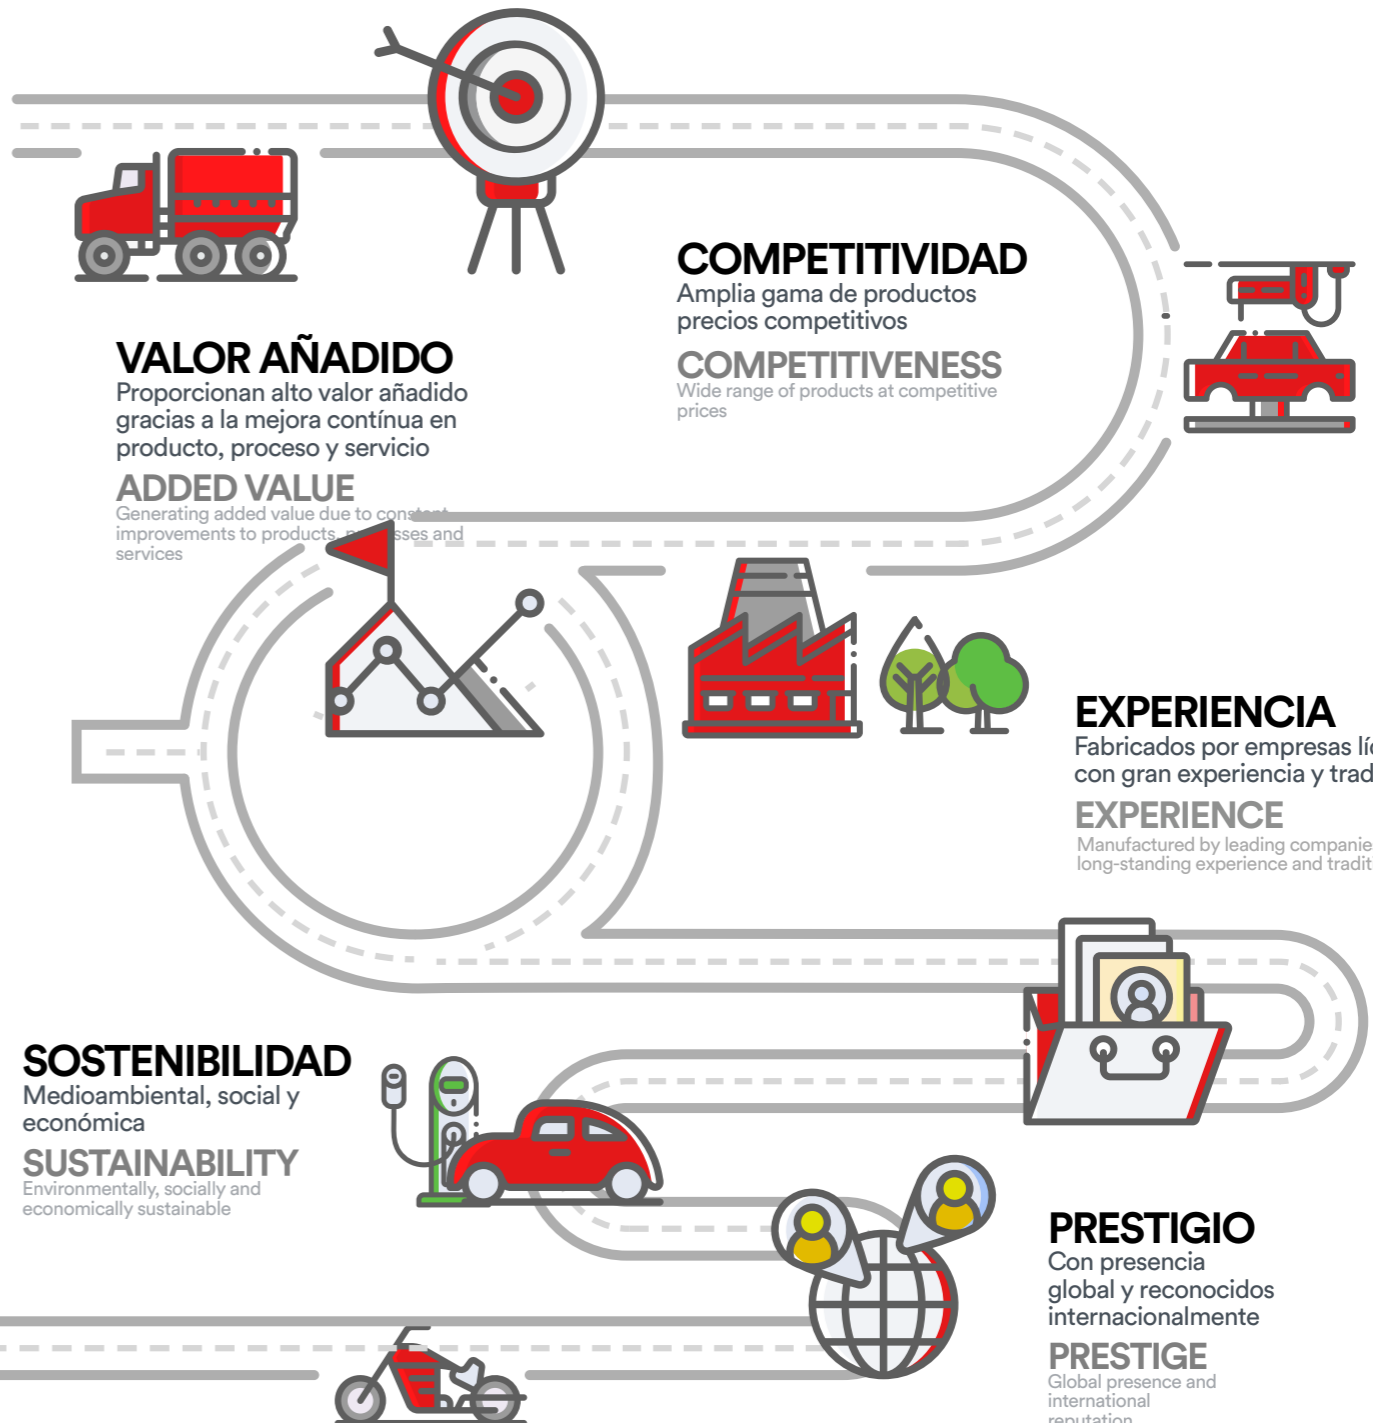 COMPETITIVIDAD
Amplia gama de productos
precios competitivos
COMPETITIVENESS
Wide range of products at competitive
prices
VALOR AÑADIDO
Proporcionan alto valor añadido
gracias a la mejora contínua en
producto, proceso y servicio
ADDED VALUE
Generating added value due to constant
improvements to products, and
services
EXPERIENCIA
Fabricados por empresas
con gran experiencia y
EXPERIENCE
Manufactured by leading
long-standing experience and
SOSTENIBILIDAD
Medioambiental, social y
económica
SUSTAINABILITY
Environmentally, socially and
economically sustainable
PRESTIGIO
Con presencia
global y reconocidos
internacionalmente
PRESTIGE
Global presence and
international
reputation